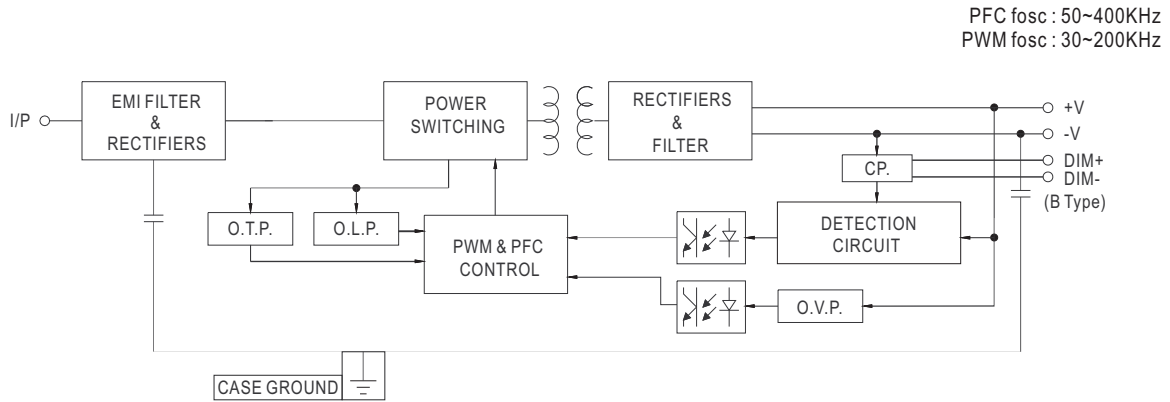 PFC fosc : 50~400KHz
PWM fosc : 30~200KHz
EMI FILTER
&
RECTIFIERS
POWER
SWITCHING
RECTIFIERS
&
FILTER
I/P
+V
-V
CP.
DIM+
DIM-
(B Type)
O.T.P.
O.L.P.
PWM & PFC
CONTROL
DETECTION
CIRCUIT
O.V.P.
CASE GROUND